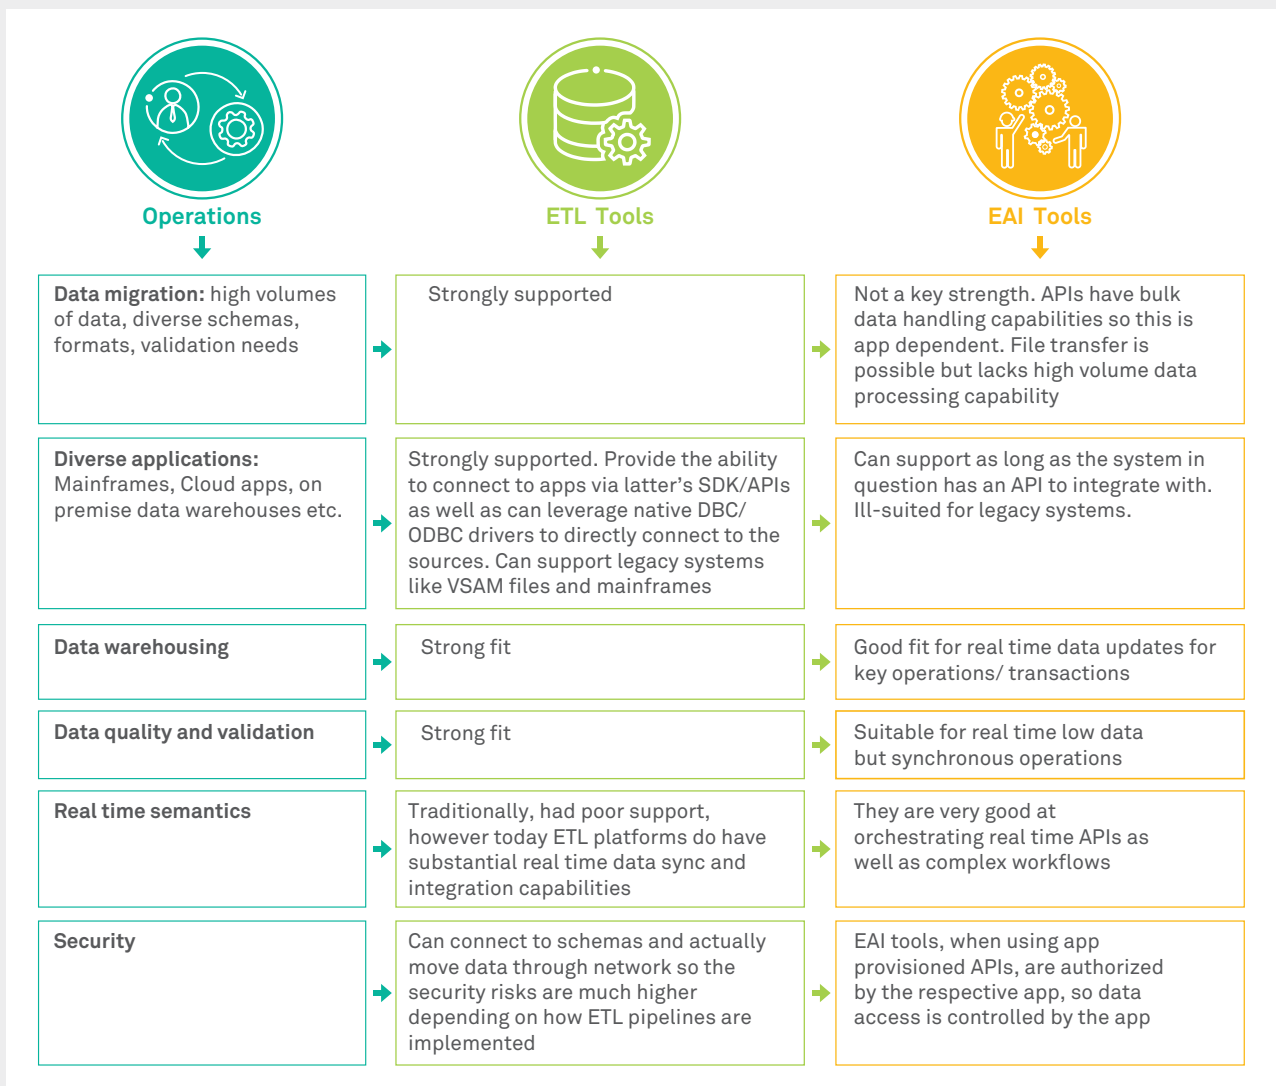 Operations
ETL Tools
EAI Tools
Data migration: high volumes
of data, diverse schemas,
formats, validation needs
Strongly supported
Not a key strength. APIs have bulk
data handling capabilities so this is
app dependent. File transfer is
possible but lacks high volume data
processing capability
Diverse applications:
Mainframes, Cloud apps, on
premise data warehouses etc.
Strongly supported. Provide the ability
to connect to apps via latter’s SDK/APIs
as well as can leverage native DBC/
ODBC drivers to directly connect to the
sources. Can support legacy systems
like VSAM files and mainframes
Can support as long as the system in
question has an API to integrate with.
Ill-suited for legacy systems.
Data warehousing
Strong fit
Good fit for real time data updates for
key operations/ transactions
Data quality and validation
Strong fit
Suitable for real time low data
but synchronous operations
Real time semantics
Traditionally, had poor support,
however today ETL platforms do have
substantial real time data sync and
integration capabilities
They are very good at
orchestrating real time APIs as
well as complex workflows
Security
Can connect to schemas and actually
move data through network so the
security risks are much higher
depending on how ETL pipelines are
implemented
EAI tools, when using app
provisioned APIs, are authorized
by the respective app, so data
access is controlled by the app